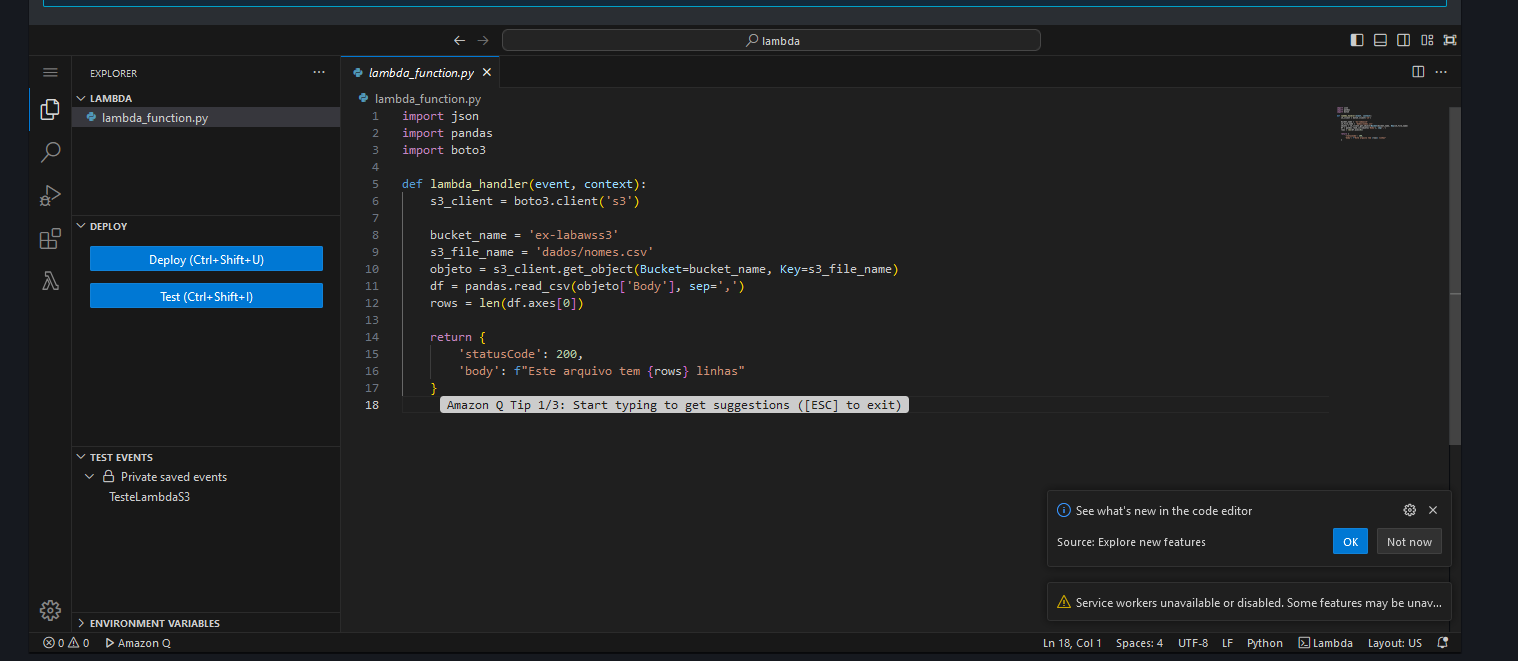 lambda
EXPLORER
LAMBDA
lambda_function.py
DEPLOY
Deploy (Ctrl+Shift+U)
Test (Ctrl+Shift+I)
TEST EVENTS
Private saved events
TesteLambdaS3
ENVIRONMENT VARIABLES
lambda_function.py
lambda_function.py
1 import json
2 import pandas
3 import boto3
4
5 def lambda_handler(event, context):
6 s3_client = boto3.client('s3')
7
8 bucket_name = 'ex-labawss3'
9 s3_file_name = 'dados/nomes.csv'
10 objeto = s3_client.get_object(Bucket=bucket_name, Key=s3_file_name)
11 df = pandas.read_csv(objeto['Body'], sep=',')
12 rows = len(df.axes[0])
13
14 return {
15 'statusCode': 200,
16 'body': f"Este arquivo tem {rows} linhas"
17 }
18 Amazon Q Tip 1/3: Start typing to get suggestions ([ESC] to exit)
See what's new in the code editor
Source: Explore new features
OK
Not now
Service workers unavailable or disabled. Some features may be unav...
0 0 Amazon Q
Ln 18, Col 1 Spaces: 4 UTF-8 LF Python Lambda Layout: US